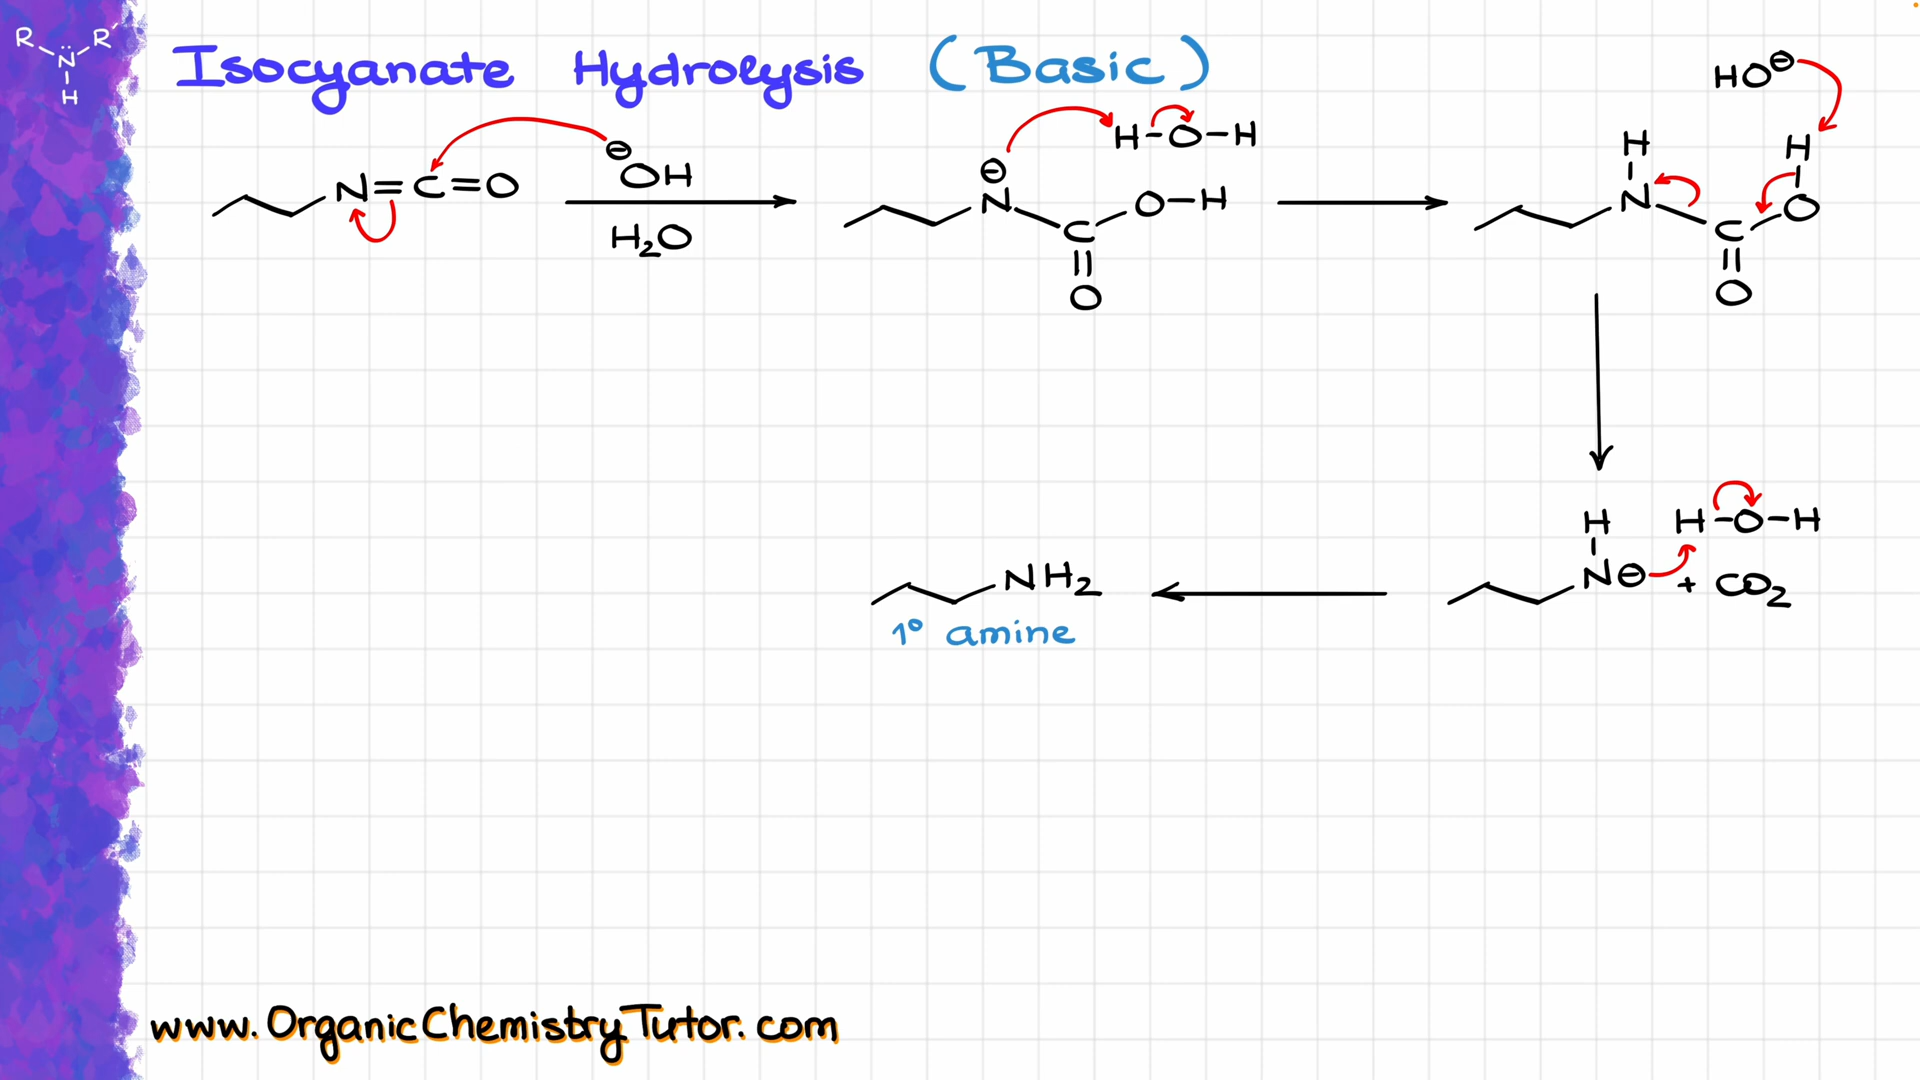 R R'
N̈
H
Isocyanate Hydrolysis (Basic)
N=C=O
⊖
OH
H₂O
⊖
N
H-O-H
O-H
C
O
HO⊖
H
H
N
O
C
O
H
H-O-H
N⊖ + CO₂
NH₂
1° amine
www.OrganicChemistryTutor.com